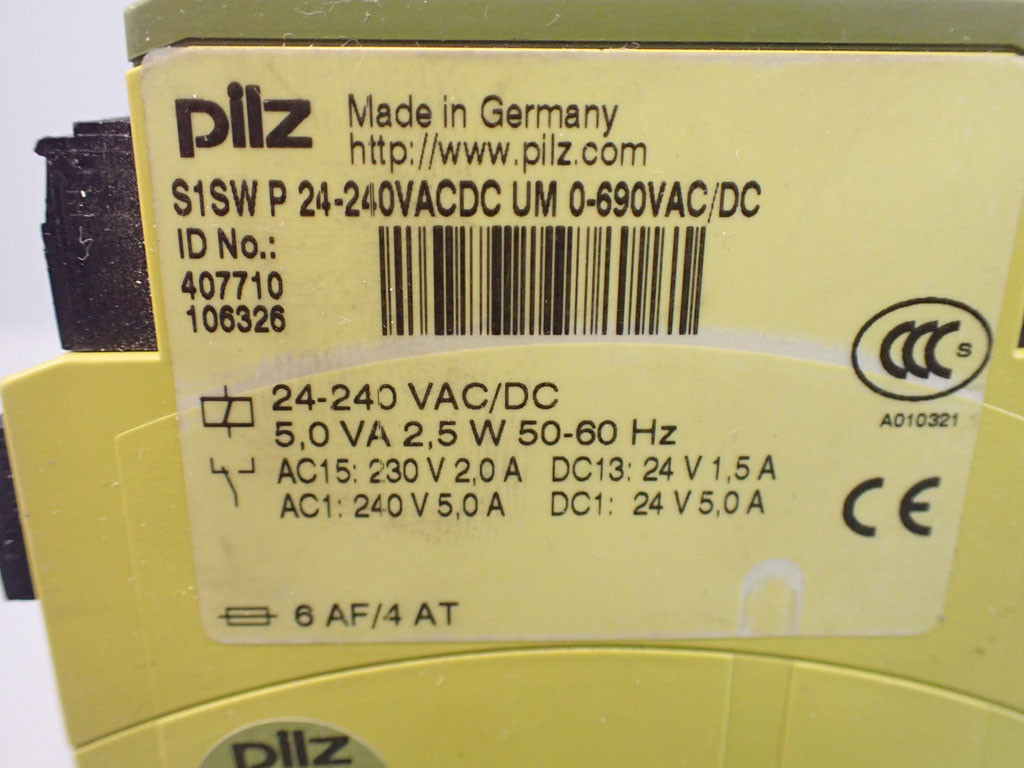 pilz
Made in Germany
http://www.pilz.com
S1SW P 24-240VACDC UM 0-690VAC/DC
ID No.:
407710
106326
CCC S
A010321
24-240 VAC/DC
5,0 VA 2,5 W 50-60 Hz
AC15: 230 V 2,0 A DC13: 24 V 1,5 A
AC1: 240 V 5,0 A DC1: 24 V 5,0 A
CE
6 AF/4 AT
pilz